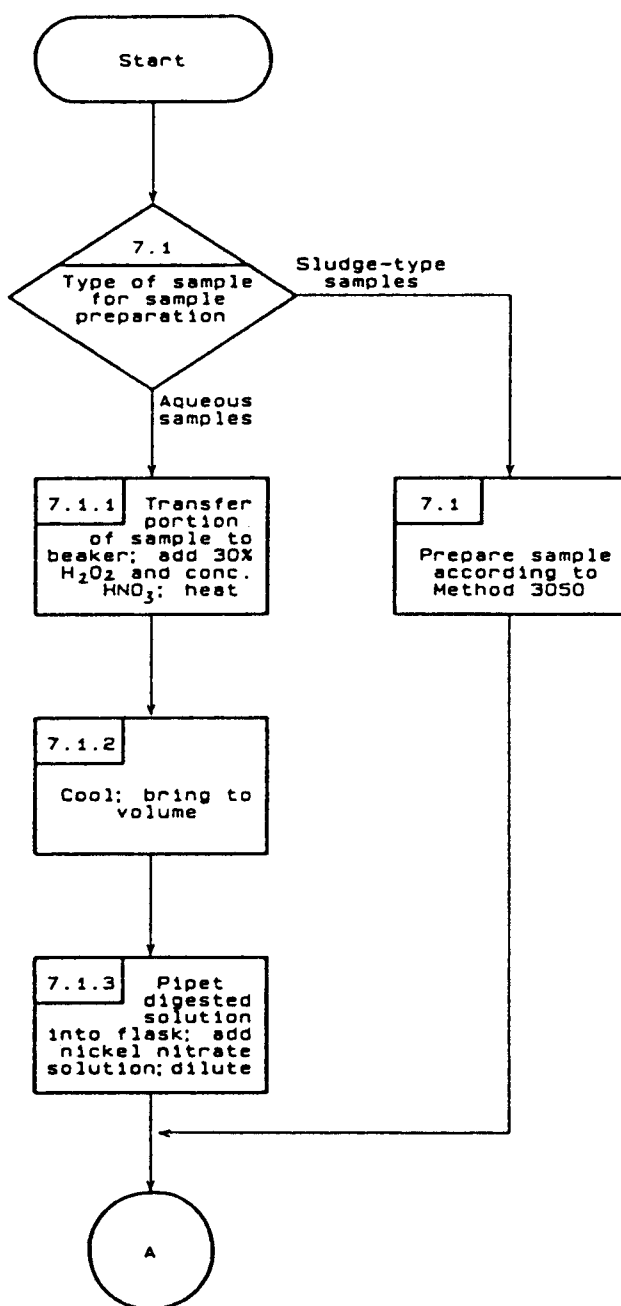 Start
7.1
Type of sample
for sample
preparation
Sludge-type
samples
Aqueous
samples
7.1.1 Transfer
portion
of sample to
beaker; add 30%
H₂O₂ and conc.
HNO₃; heat
7.1
Prepare sample
according to
Method 3050
7.1.2
Cool; bring to
volume
7.1.3 Pipet
digested
solution
into flask; add
nickel nitrate
solution; dilute
A